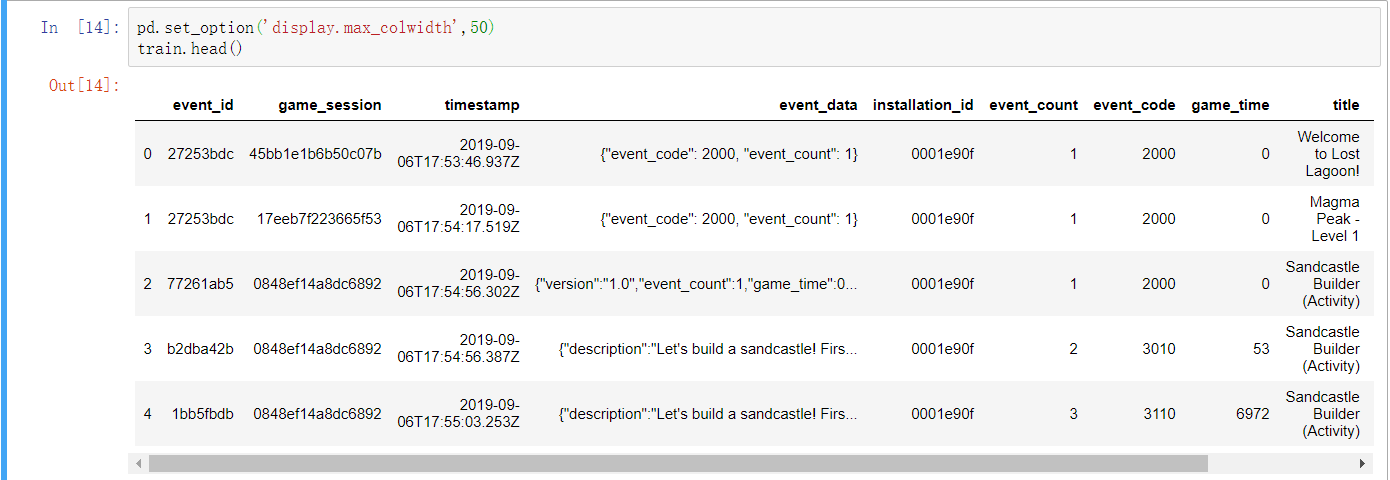 In [14]: pd.set_option('display.max_colwidth',50)
train.head()
Out[14]:
event_id game_session timestamp event_data installation_id event_count event_code game_time title
0 27253bdc 45bb1e1b6b50c07b 2019-09-06T17:53:46.937Z {"event_code": 2000, "event_count": 1} 0001e90f 1 2000 0 Welcome to Lost Lagoon!
1 27253bdc 17eeb7f223665f53 2019-09-06T17:54:17.519Z {"event_code": 2000, "event_count": 1} 0001e90f 1 2000 0 Magma Peak - Level 1
2 77261ab5 0848ef14a8dc6892 2019-09-06T17:54:56.302Z {"version":"1.0","event_count":1,"game_time":0... 0001e90f 1 2000 0 Sandcastle Builder (Activity)
3 b2dba42b 0848ef14a8dc6892 2019-09-06T17:54:56.387Z {"description":"Let's build a sandcastle! Firs... 0001e90f 2 3010 53 Sandcastle Builder (Activity)
4 1bb5fbdb 0848ef14a8dc6892 2019-09-06T17:55:03.253Z {"description":"Let's build a sandcastle! Firs... 0001e90f 3 3110 6972 Sandcastle Builder (Activity)